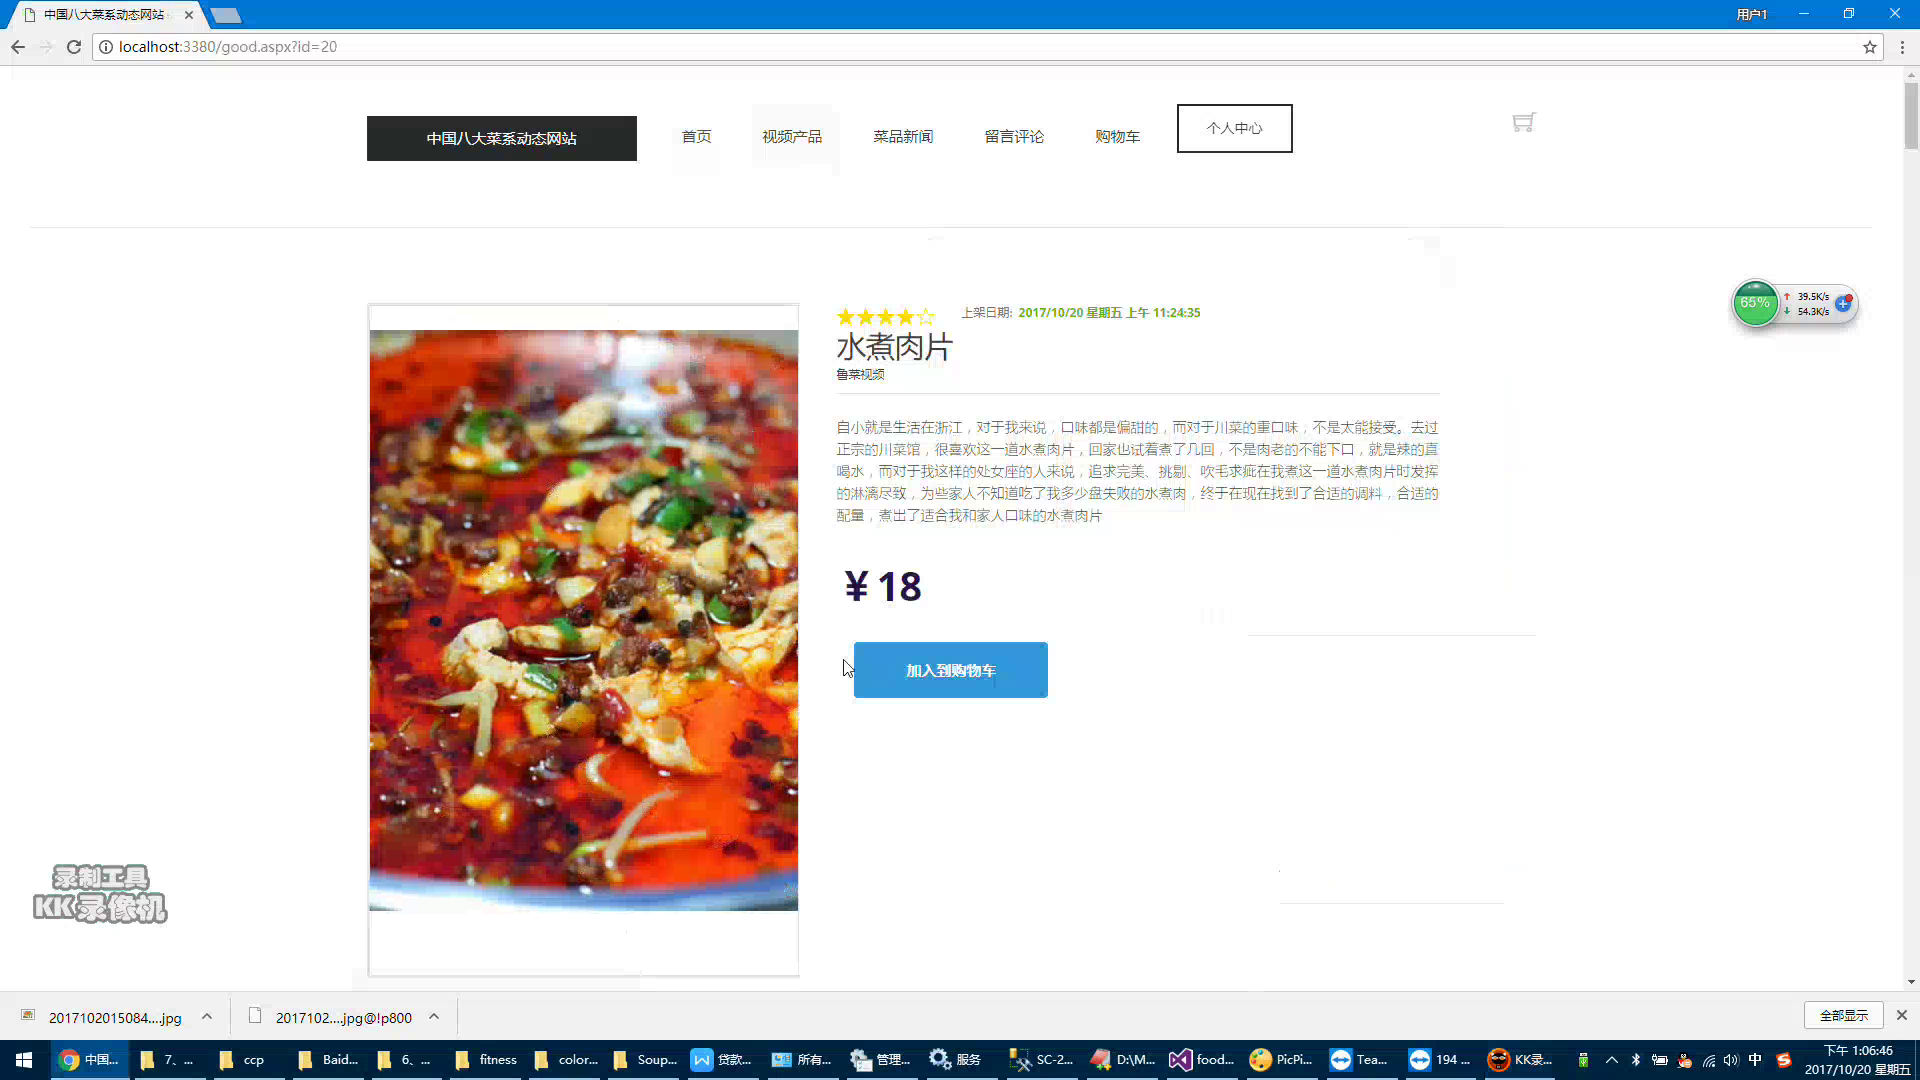 中国八大菜系动态网站
用户1
localhost:3380/good.aspx?id=20
中国八大菜系动态网站
首页
视频产品
菜品新闻
留言评论
购物车
个人中心
65%
39.5K/s
54.3K/s
上架日期: 2017/10/20 星期五 上午 11:24:35
水煮肉片
鲁菜视频
自小就是生活在浙江，对于我来说，口味都是偏甜的，而对于川菜的重口味，不是太能接受。去过
正宗的川菜馆，很喜欢这一道水煮肉片，回家也试着煮了几回，不是肉老的不能下口，就是辣的直
喝水，而对于我这样的处女座的人来说，追求完美、挑剔、吹毛求疵在我煮这一道水煮肉片时发挥
的淋漓尽致，为些家人不知道吃了我多少盘失败的水煮肉，终于在现在找到了合适的调料，合适的
配量，煮出了适合我和家人口味的水煮肉片
¥ 18
加入到购物车
录制工具
KK录像机
2017102015084....jpg
2017102....jpg@!p800
全部显示
中国...
7、...
ccp
Baid...
6、...
fitness
color...
Soup...
贷款...
所有...
管理...
服务
SC-2...
D:\M...
food...
PicPi...
Tea...
194 ...
KK录...
中
下午 1:06:46
2017/10/20 星期五